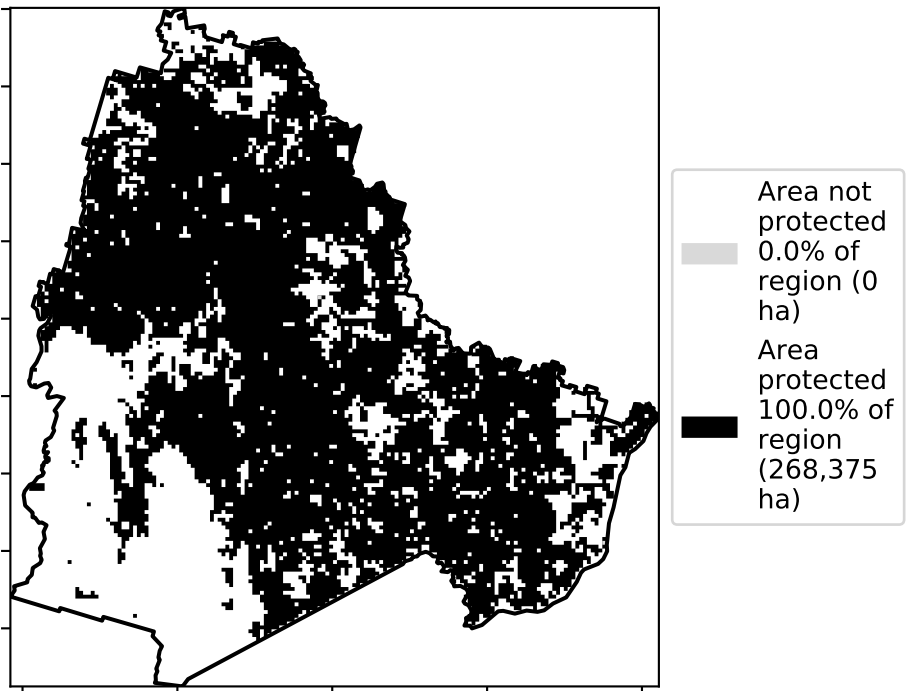 Area not
protected
0.0% of
region (0
ha)
Area
protected
100.0% of
region
(268,375
ha)